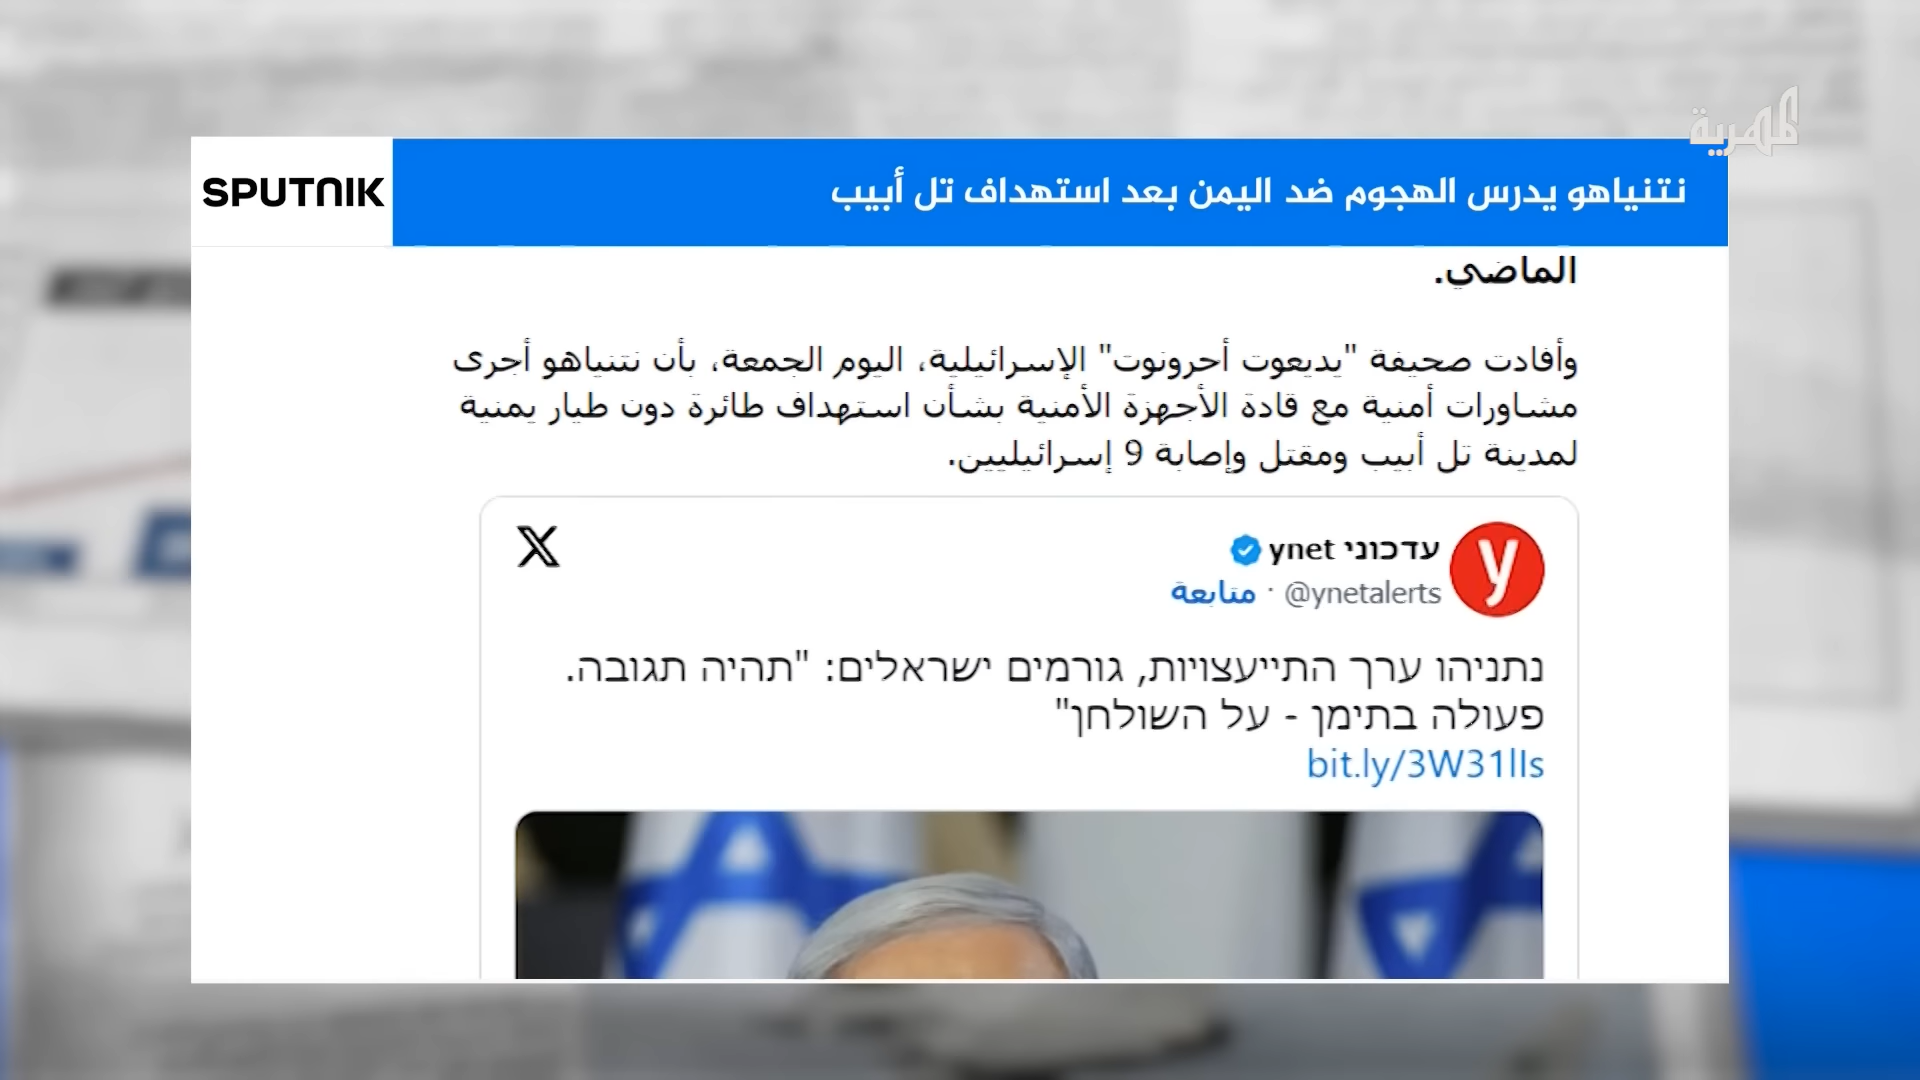 المهرية
SPUTNIK
نتنياهو يدرس الهجوم ضد اليمن بعد استهداف تل أبيب
الماضي.
وأفادت صحيفة "يديعوت أحرونوت" الإسرائيلية، اليوم الجمعة، بأن نتنياهو أجرى
مشاورات أمنية مع قادة الأجهزة الأمنية بشأن استهداف طائرة دون طيار يمنية
لمدينة تل أبيب ومقتل وإصابة 9 إسرائيليين.
עדכוני ynet
@ynetalerts · متابعة
נתניהו ערך התייעצויות, גורמים ישראלים: "תהיה תגובה.
פעולה בתימן - על השולחן"
bit.ly/3W31lIs